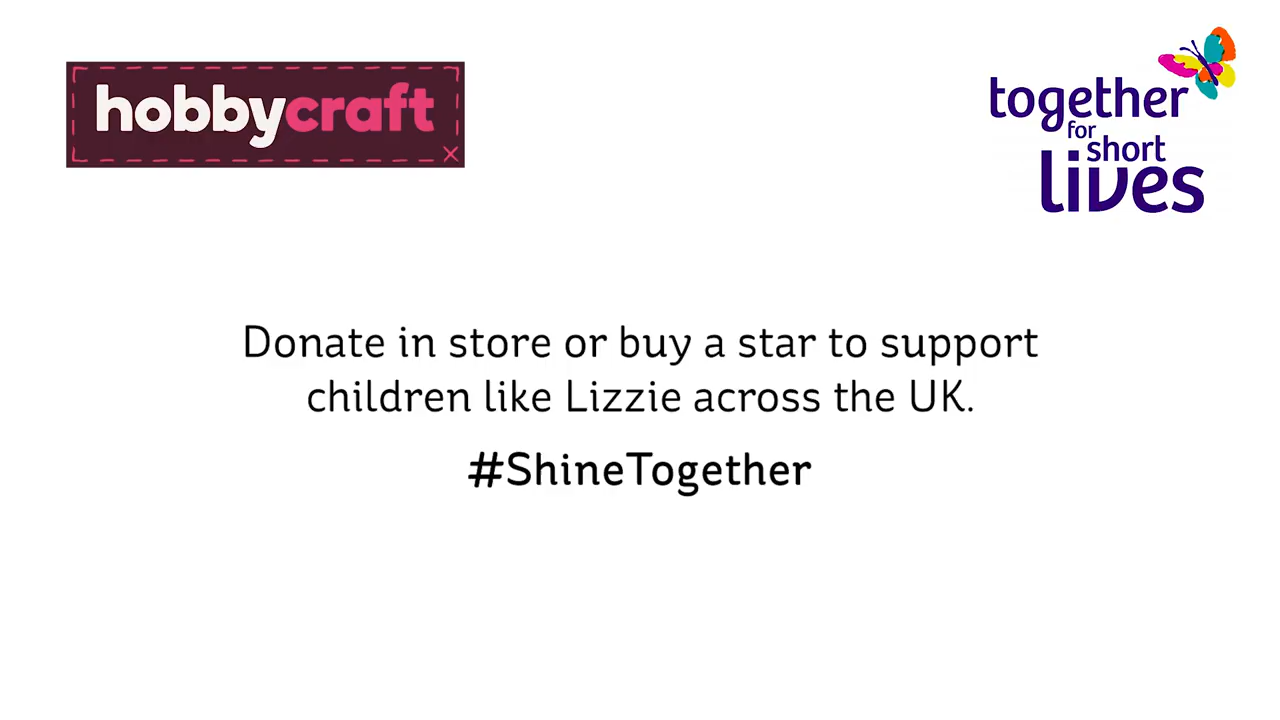 hobbycraft
together
for
short
lives
Donate in store or buy a star to support
children like Lizzie across the UK.
#ShineTogether